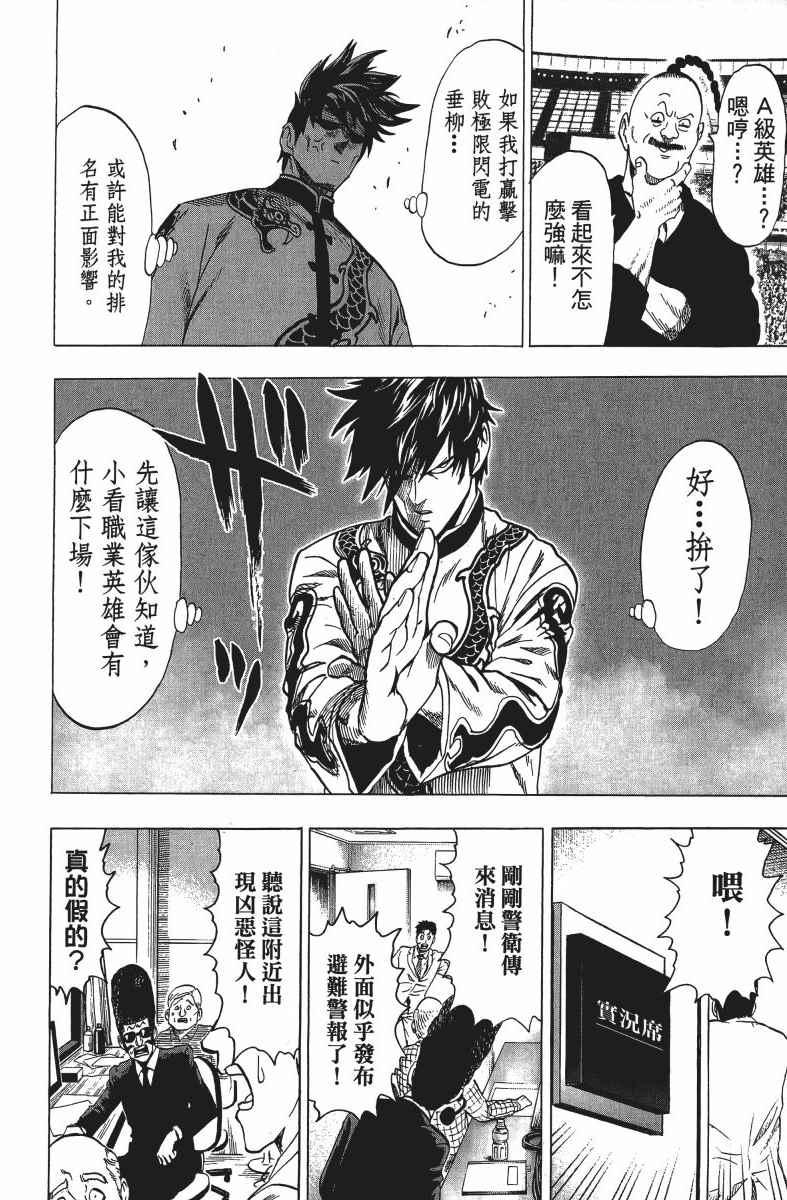 A級英雄…？
嗯哼…？
看起來不怎
麼強嘛！
如果我打贏擊
敗極限閃電的
垂柳…
或許能對我的排
名有正面影響。
好…拚了！
先讓這傢伙知道，
小看職業英雄會有
什麼下場！
喂！
實況席
剛剛警衛傳
來消息！
外面似乎發布
避難警報了！
聽說這附近出
現凶惡怪人！
真的假的？